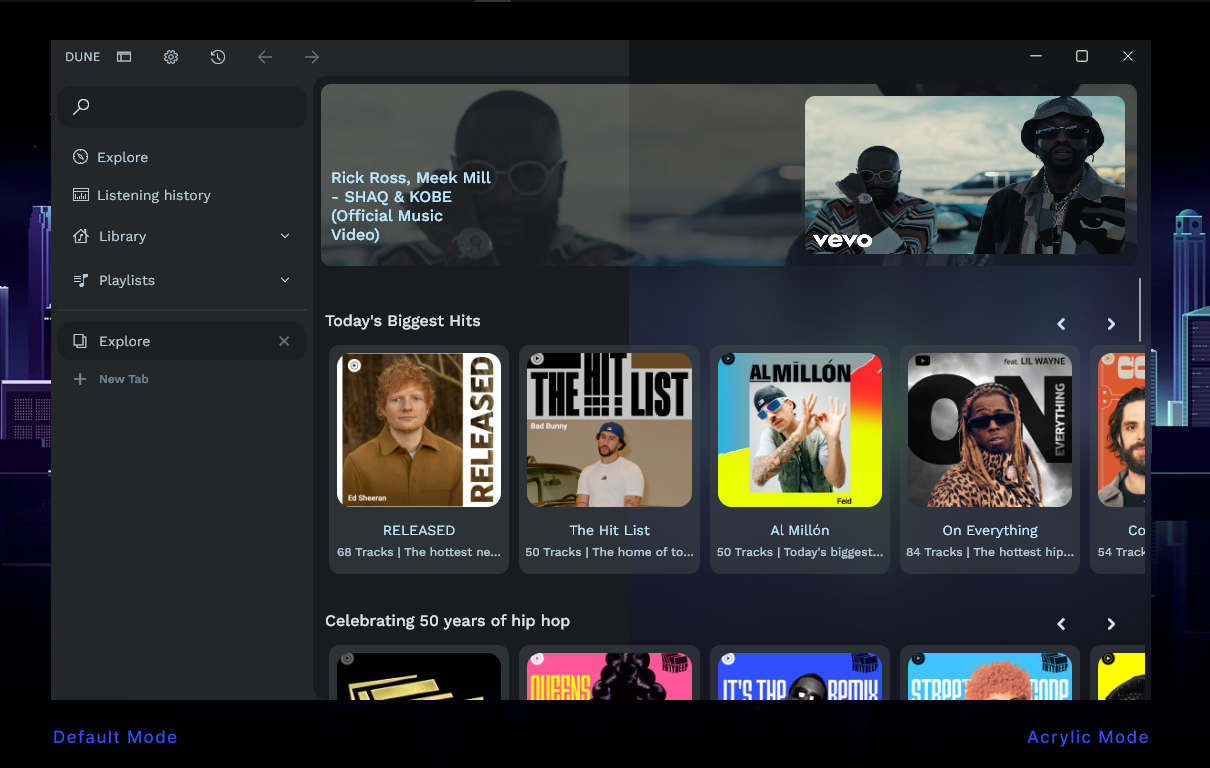 DUNE
Explore
Listening history
Library
Playlists
Explore
New Tab
Rick Ross, Meek Mill
- SHAQ & KOBE
(Official Music
Video)
vevo
Today's Biggest Hits
RELEASED
Ed Sheeran
RELEASED
68 Tracks | The hottest ne...
THE HIT LIST
Bad Bunny
The Hit List
50 Tracks | The home of to...
AL MILLÓN
Feid
Al Millón
50 Tracks | Today's biggest...
feat. LIL WAYNE
ON
EVERYTHING
On Everything
84 Tracks | The hottest hip...
CO
Co
54 Track
Celebrating 50 years of hip hop
QUEENS
IT'S THA REMIX
STREET CODE
Default Mode
Acrylic Mode